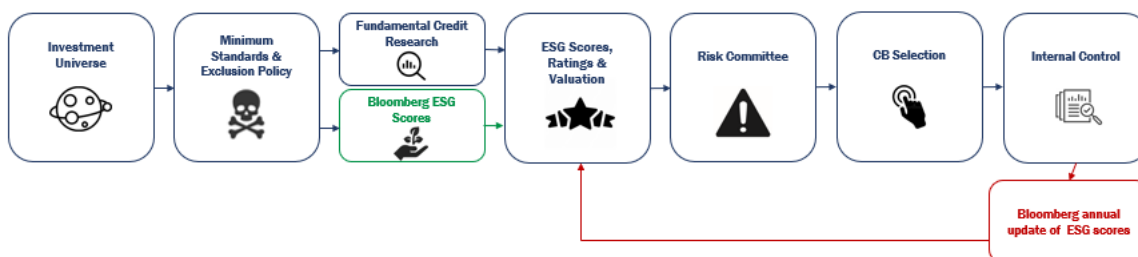 Investment
Universe
Minimum
Standards &
Exclusion Policy
Fundamental Credit
Research
Bloomberg ESG
Scores
ESG Scores,
Ratings &
Valuation
Risk Committee
CB Selection
Internal Control
Bloomberg annual
update of ESG scores